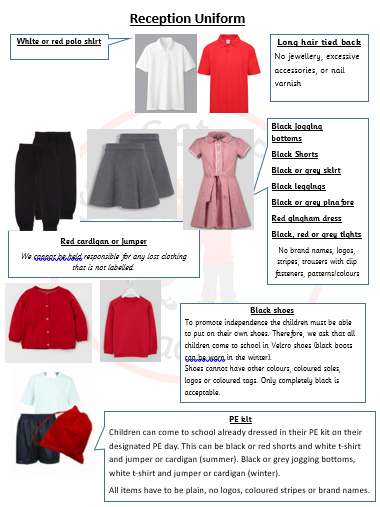 Reception Uniform
White or red polo shirt
Long hair tied back
No jewellery, excessive
accessories, or nail
varnish
Black jogging
bottoms
Black Shorts
Black or grey skirt
Black leggings
Black or grey pinafore
Red gingham dress
Black, red or grey tights
No brand names, logos,
stripes, trousers with clip
fasteners, patterns/colours
Red cardigan or jumper
We cannot be held responsible for any lost clothing
that is not labelled.
Black shoes
To promote independence the children must be able
to put on their own shoes. Therefore, we ask that all
children come to school in Velcro shoes (black boots
can be worn in the winter).
Shoes cannot have other colours, coloured soles,
logos or coloured tags. Only completely black is
acceptable.
PE kit
Children can come to school already dressed in their PE kit on their
designated PE day. This can be black or red shorts and white t-shirt
and jumper or cardigan (summer). Black or grey jogging bottoms,
white t-shirt and jumper or cardigan (winter).
All items have to be plain, no logos, coloured stripes or brand names.